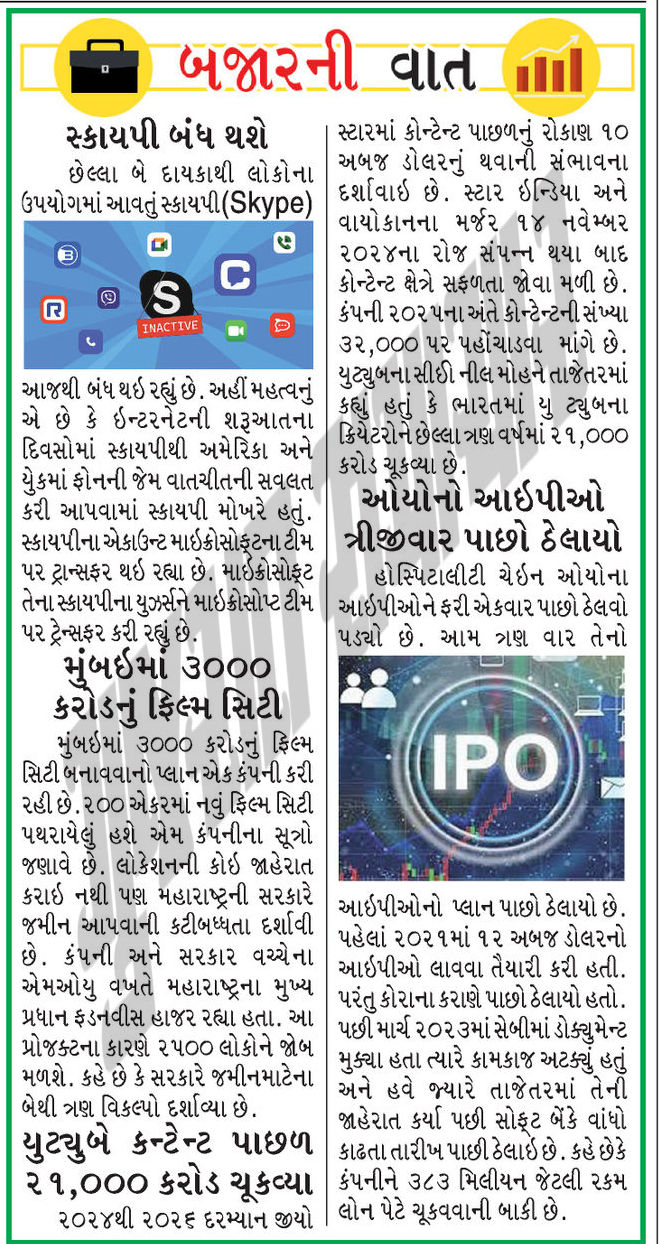 બજારની વાત
સ્કાયપી બંધ થશે
છેલ્લા બે દાયકાથી લોકોના
ઉપયોગમાં આવતું સ્કાયપી(Skype)
S
INACTIVE
આજથી બંધ થઇ રહ્યું છે. અહીં મહત્વનું
એ છે કે ઇન્ટરનેટની શરૂઆતના
દિવસોમાં સ્કાયપીથી અમેરિકા અને
યુકેમાં ફોનની જેમ વાતચીતની સવલત
કરી આપવામાં સ્કાયપી મોખરે હતું.
સ્કાયપીના એકાઉન્ટ માઇક્રોસોફ્ટના ટીમ
પર ટ્રાન્સફર થઇ રહ્યા છે. માઇક્રોસોફ્ટ
તેના સ્કાયપીના યુઝર્સને માઇક્રોસોપ્ટ ટીમ
પર ટ્રેન્સફર કરી રહ્યું છે.
મુંબઇમાં ૩૦૦૦
કરોડનું ફિલ્મ સિટી
મુંબઇમાં ૩૦૦૦ કરોડનું ફિલ્મ
સિટી બનાવવાનો પ્લાન એક કંપની કરી
રહી છે. ૨૦૦ એકરમાં નવું ફિલ્મ સિટી
પથરાયેલું હશે એમ કંપનીના સૂત્રો
જણાવે છે. લોકેશનની કોઇ જાહેરાત
કરાઇ નથી પણ મહારાષ્ટ્રની સરકારે
જમીન આપવાની કટીબધ્ધતા દર્શાવી
છે. કંપની અને સરકાર વચ્ચેના
એમઓયુ વખતે મહારાષ્ટ્રના મુખ્ય
પ્રધાન ફડનવીસ હાજર રહ્યા હતા. આ
પ્રોજક્ટના કારણે ૨૫૦૦ લોકોને જોબ
મળશે. કહે છે કે સરકારે જમીનમાટેના
બેથી ત્રણ વિકલ્પો દર્શાવ્યા છે.
યુટ્યુબે કન્ટેન્ટ પાછળ
૨૧,૦૦૦ કરોડ ચૂકવ્યા
૨૦૨૪થી ૨૦૨૬ દરમ્યાન જીયો
સ્ટારમાં કોન્ટેન્ટ પાછળનું રોકાણ ૧૦
અબજ ડોલરનું થવાની સંભાવના
દર્શાવાઇ છે. સ્ટાર ઇન્ડિયા અને
વાયોકાનના મર્જર ૧૪ નવેમ્બર
૨૦૨૪ના રોજ સંપન્ન થયા બાદ
કોન્ટેન્ટ ક્ષેત્રે સફળતા જોવા મળી છે.
કંપની ૨૦૨૫ના અંતે કોન્ટેન્ટની સંખ્યા
૩૨,૦૦૦ પર પહોંચાડવા માંગે છે.
યુટ્યુબના સીઈી નીલ મોહને તાજેતરમાં
કહ્યું હતું કે ભારતમાં યુ ટ્યુબના
ક્રિયેટરોને છેલ્લા ત્રણ વર્ષમાં ૨૧,૦૦૦
કરોડ ચૂકવ્યા છે.
ઓયોનો આઇપીઓ
ત્રીજીવાર પાછો ઠેલાયો
હોસ્પિટાલીટી ચેઇન ઓયોના
આઇપીઓને ફરી એકવાર પાછો ઠેલવો
પડ્યો છે. આમ ત્રણ વાર તેનો
IPO
આઇપીઓનો પ્લાન પાછો ઠેલાયો છે.
પહેલાં ૨૦૨૧માં ૧૨ અબજ ડોલરનો
આઇપીઓ લાવવા તૈયારી કરી હતી.
પરંતુ કોરાના કરાણે પાછો ઠેલાયો હતો.
પછી માર્ચ ૨૦૨૩માં સેબીમાં ડોક્યુમેન્ટ
મુક્યા હતા ત્યારે કામકાજ અટક્યું હતું
અને હવે જ્યારે તાજેતરમાં તેની
જાહેરાત કર્યા પછી સોફ્ટ બેંકે વાંધો
કાઢતા તારીખ પાછી ઠેલાઇ છે. કહે છેકે
કંપનીને ૩૮૩ મિલીયન જેટલી રકમ
લોન પેટે ચૂકવવાની બાકી છે.